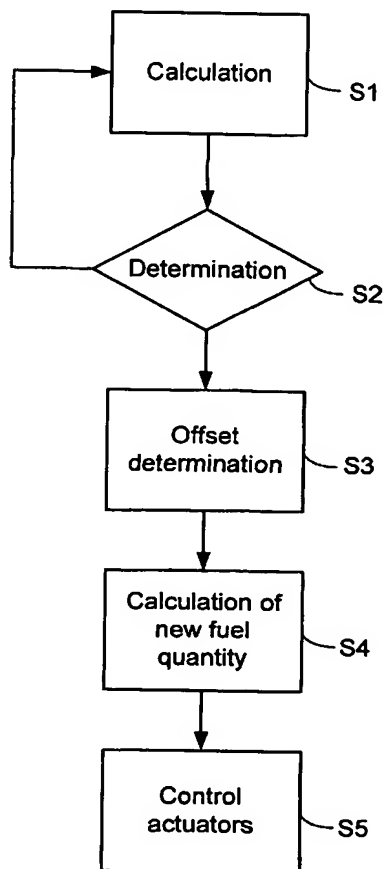 Calculation
S1
Determination
S2
Offset
determination
S3
Calculation of
new fuel
quantity
S4
Control
actuators
S5